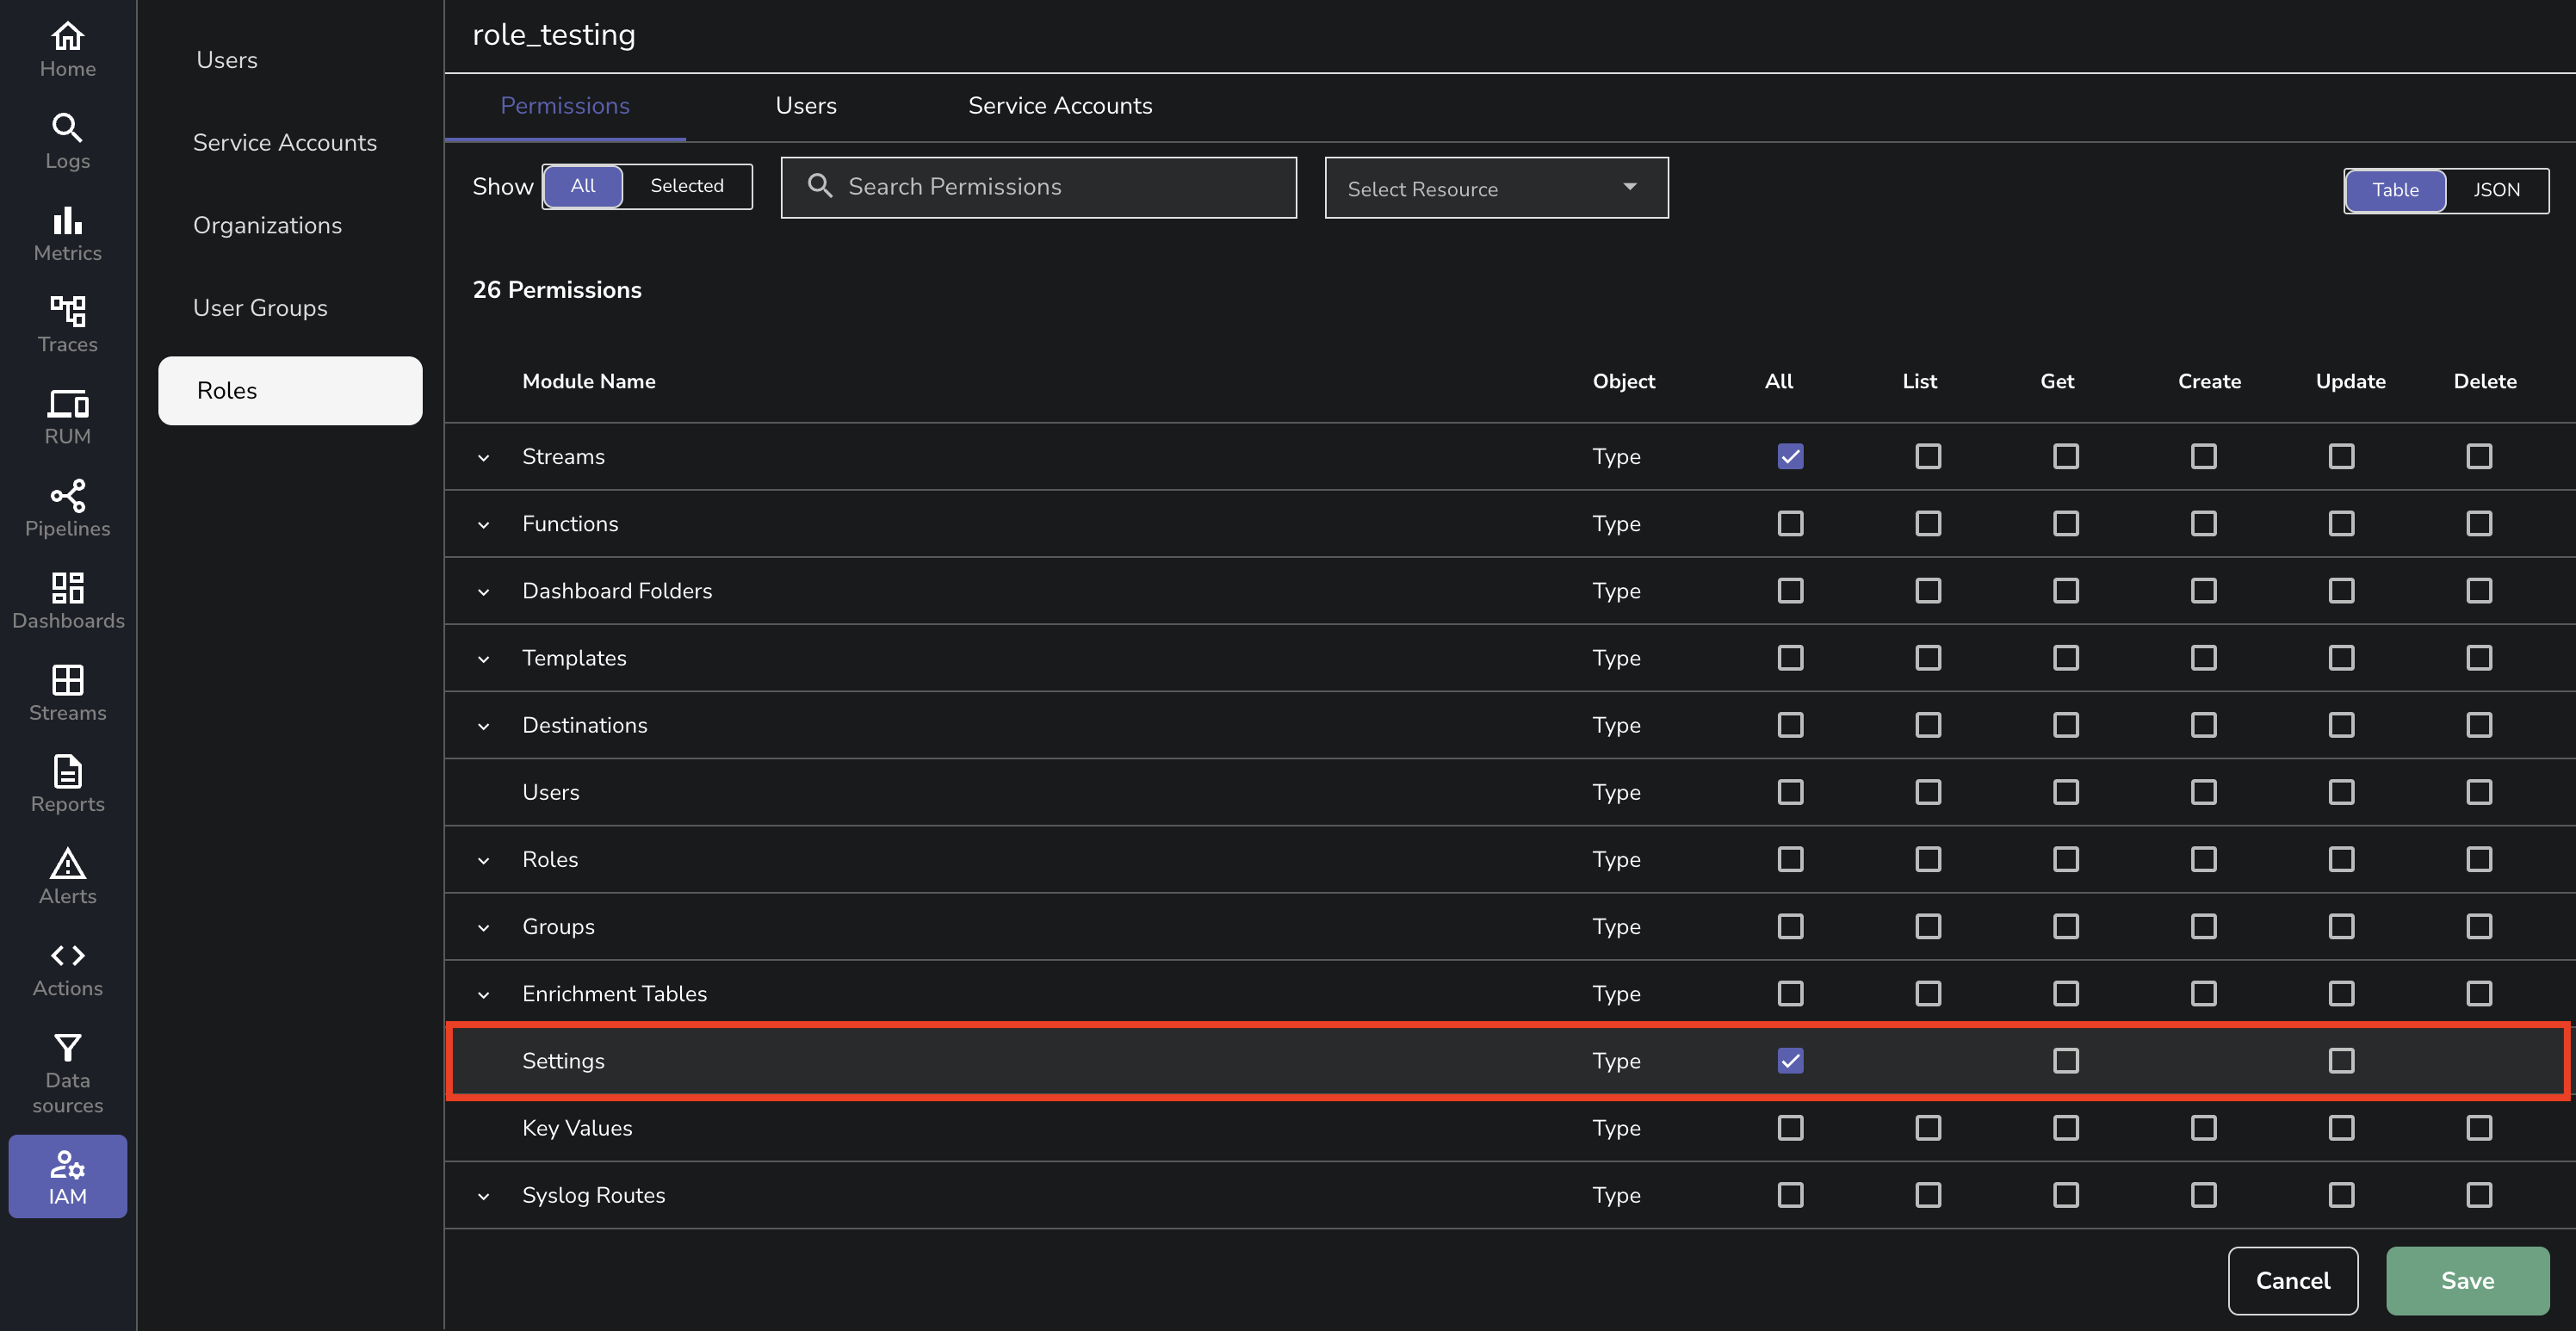 Home
Logs
Metrics
Traces
RUM
Pipelines
Dashboards
Streams
Reports
Alerts
Actions
Data
sources
IAM
Users
Service Accounts
Organizations
User Groups
Roles
role_testing
Permissions Users Service Accounts
Show All Selected Search Permissions Select Resource Table JSON
26 Permissions
Module Name Object All List Get Create Update Delete
Streams Type
Functions Type
Dashboard Folders Type
Templates Type
Destinations Type
Users Type
Roles Type
Groups Type
Enrichment Tables Type
Settings Type
Key Values Type
Syslog Routes Type
Cancel Save